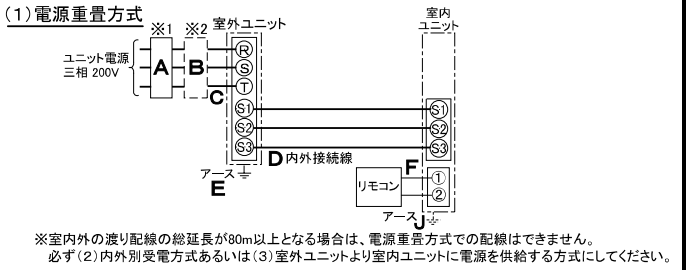 (1)電源重畳方式
※1 ※2 室外ユニット 室内ユニット
ユニット電源
三相 200V
A B C
R
S
T
S1 S1
S2 S2
S3 S3
D 内外接続線
アース E
リモコン F ① ②
アース J
※室内外の渡り配線の総延長が80m以上となる場合は、電源重畳方式での配線はできません。
必ず(2)内外別受電方式あるいは(3)室外ユニットより室内ユニットに電源を供給する方式にしてください。